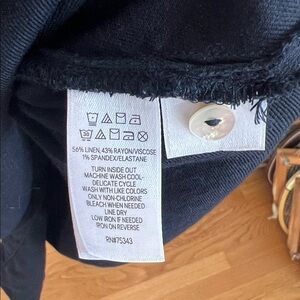 30
56% LINEN, 43% RAYON/VISCOSE
1% SPANDEX/ELASTANE
TURN INSIDE OUT
MACHINE WASH COOL-
DELICATE CYCLE
WASH WITH LIKE COLORS
ONLY NON-CHLORINE
BLEACH WHEN NEEDED
LINE DRY
LOW IRON IF NEEDED
IRON ON REVERSE
RN#75343